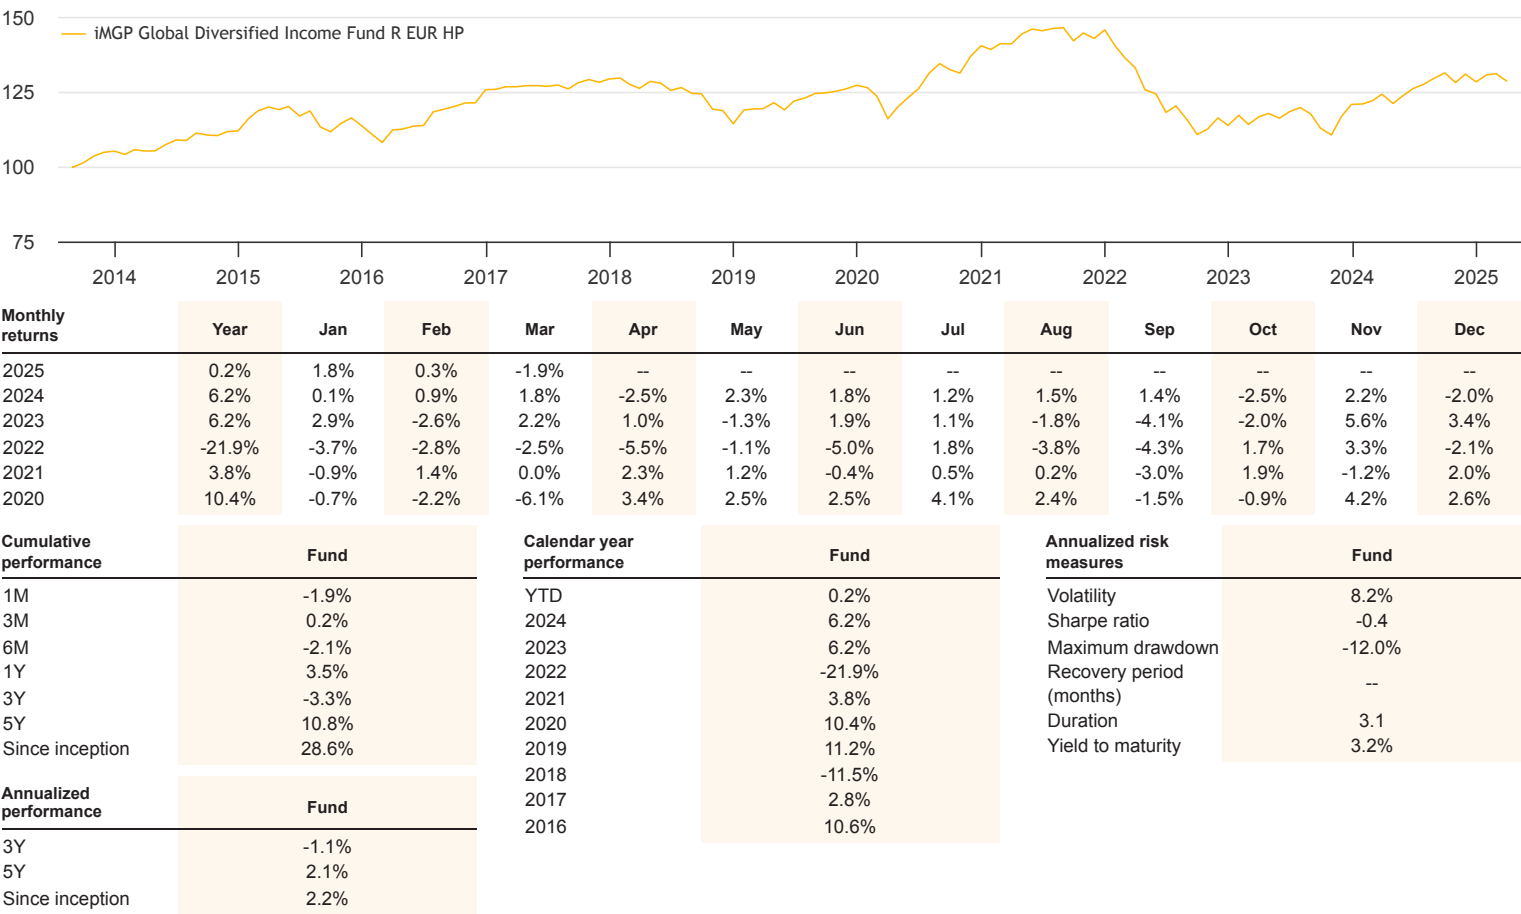 150
iMGP Global Diversified Income Fund R EUR HP
125
100
75
2014 2015 2016 2017 2018 2019 2020 2021 2022 2023 2024 2025
Monthly
returns Year Jan Feb Mar Apr May Jun Jul Aug Sep Oct Nov Dec
2025 0.2% 1.8% 0.3% -1.9% -- -- -- -- -- -- -- -- --
2024 6.2% 0.1% 0.9% 1.8% -2.5% 2.3% 1.8% 1.2% 1.5% 1.4% -2.5% 2.2% -2.0%
2023 6.2% 2.9% -2.6% 2.2% 1.0% -1.3% 1.9% 1.1% -1.8% -4.1% -2.0% 5.6% 3.4%
2022 -21.9% -3.7% -2.8% -2.5% -5.5% -1.1% -5.0% 1.8% -3.8% -4.3% 1.7% 3.3% -2.1%
2021 3.8% -0.9% 1.4% 0.0% 2.3% 1.2% -0.4% 0.5% 0.2% -3.0% 1.9% -1.2% 2.0%
2020 10.4% -0.7% -2.2% -6.1% 3.4% 2.5% 2.5% 4.1% 2.4% -1.5% -0.9% 4.2% 2.6%
Cumulative
performance Fund
1M -1.9%
3M 0.2%
6M -2.1%
1Y 3.5%
3Y -3.3%
5Y 10.8%
Since inception 28.6%
Annualized
performance Fund
3Y -1.1%
5Y 2.1%
Since inception 2.2%
Calendar year
performance Fund
YTD 0.2%
2024 6.2%
2023 6.2%
2022 -21.9%
2021 3.8%
2020 10.4%
2019 11.2%
2018 -11.5%
2017 2.8%
2016 10.6%
Annualized risk
measures Fund
Volatility 8.2%
Sharpe ratio -0.4
Maximum drawdown -12.0%
Recovery period
(months) --
Duration 3.1
Yield to maturity 3.2%